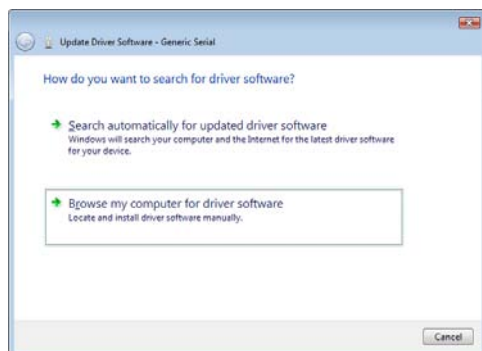 Update Driver Software - Generic Serial
How do you want to search for driver software?
Search automatically for updated driver software
Windows will search your computer and the Internet for the latest driver software
for your device.
Browse my computer for driver software
Locate and install driver software manually.
Cancel